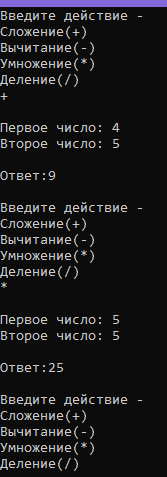 Введите действие -
Сложение(+)
Вычитание(-)
Умножение(*)
Деление(/)
+
Первое число: 4
Второе число: 5
Ответ:9
Введите действие -
Сложение(+)
Вычитание(-)
Умножение(*)
Деление(/)
*
Первое число: 5
Второе число: 5
Ответ:25
Введите действие -
Сложение(+)
Вычитание(-)
Умножение(*)
Деление(/)